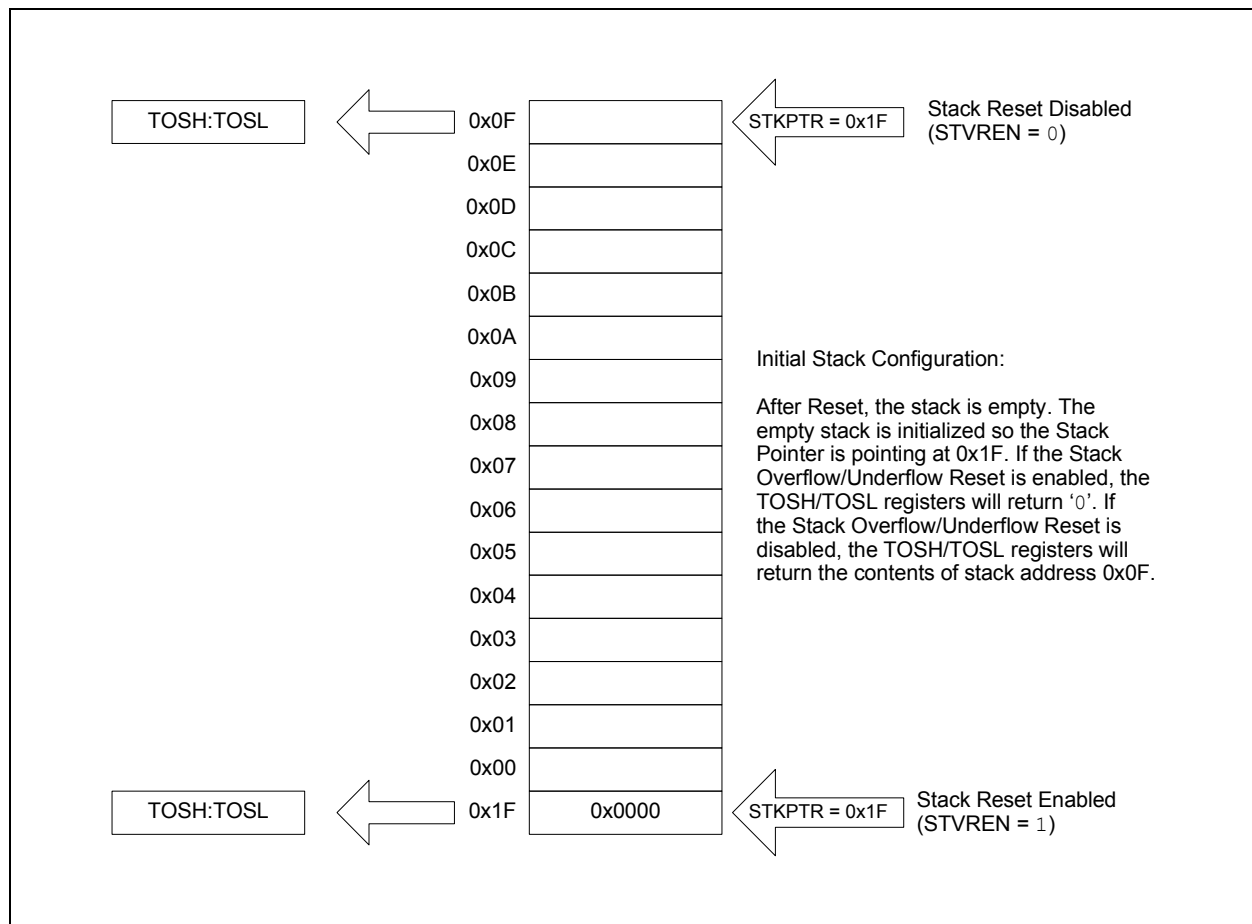 TOSH:TOSL
0x0F
STKPTR = 0x1F
Stack Reset Disabled
(STVREN = 0)
0x0E
0x0D
0x0C
0x0B
0x0A
0x09
0x08
0x07
0x06
0x05
0x04
0x03
0x02
0x01
0x00
Initial Stack Configuration:
After Reset, the stack is empty. The
empty stack is initialized so the Stack
Pointer is pointing at 0x1F. If the Stack
Overflow/Underflow Reset is enabled, the
TOSH/TOSL registers will return ‘0’. If
the Stack Overflow/Underflow Reset is
disabled, the TOSH/TOSL registers will
return the contents of stack address 0x0F.
TOSH:TOSL
0x1F
0x0000
STKPTR = 0x1F
Stack Reset Enabled
(STVREN = 1)